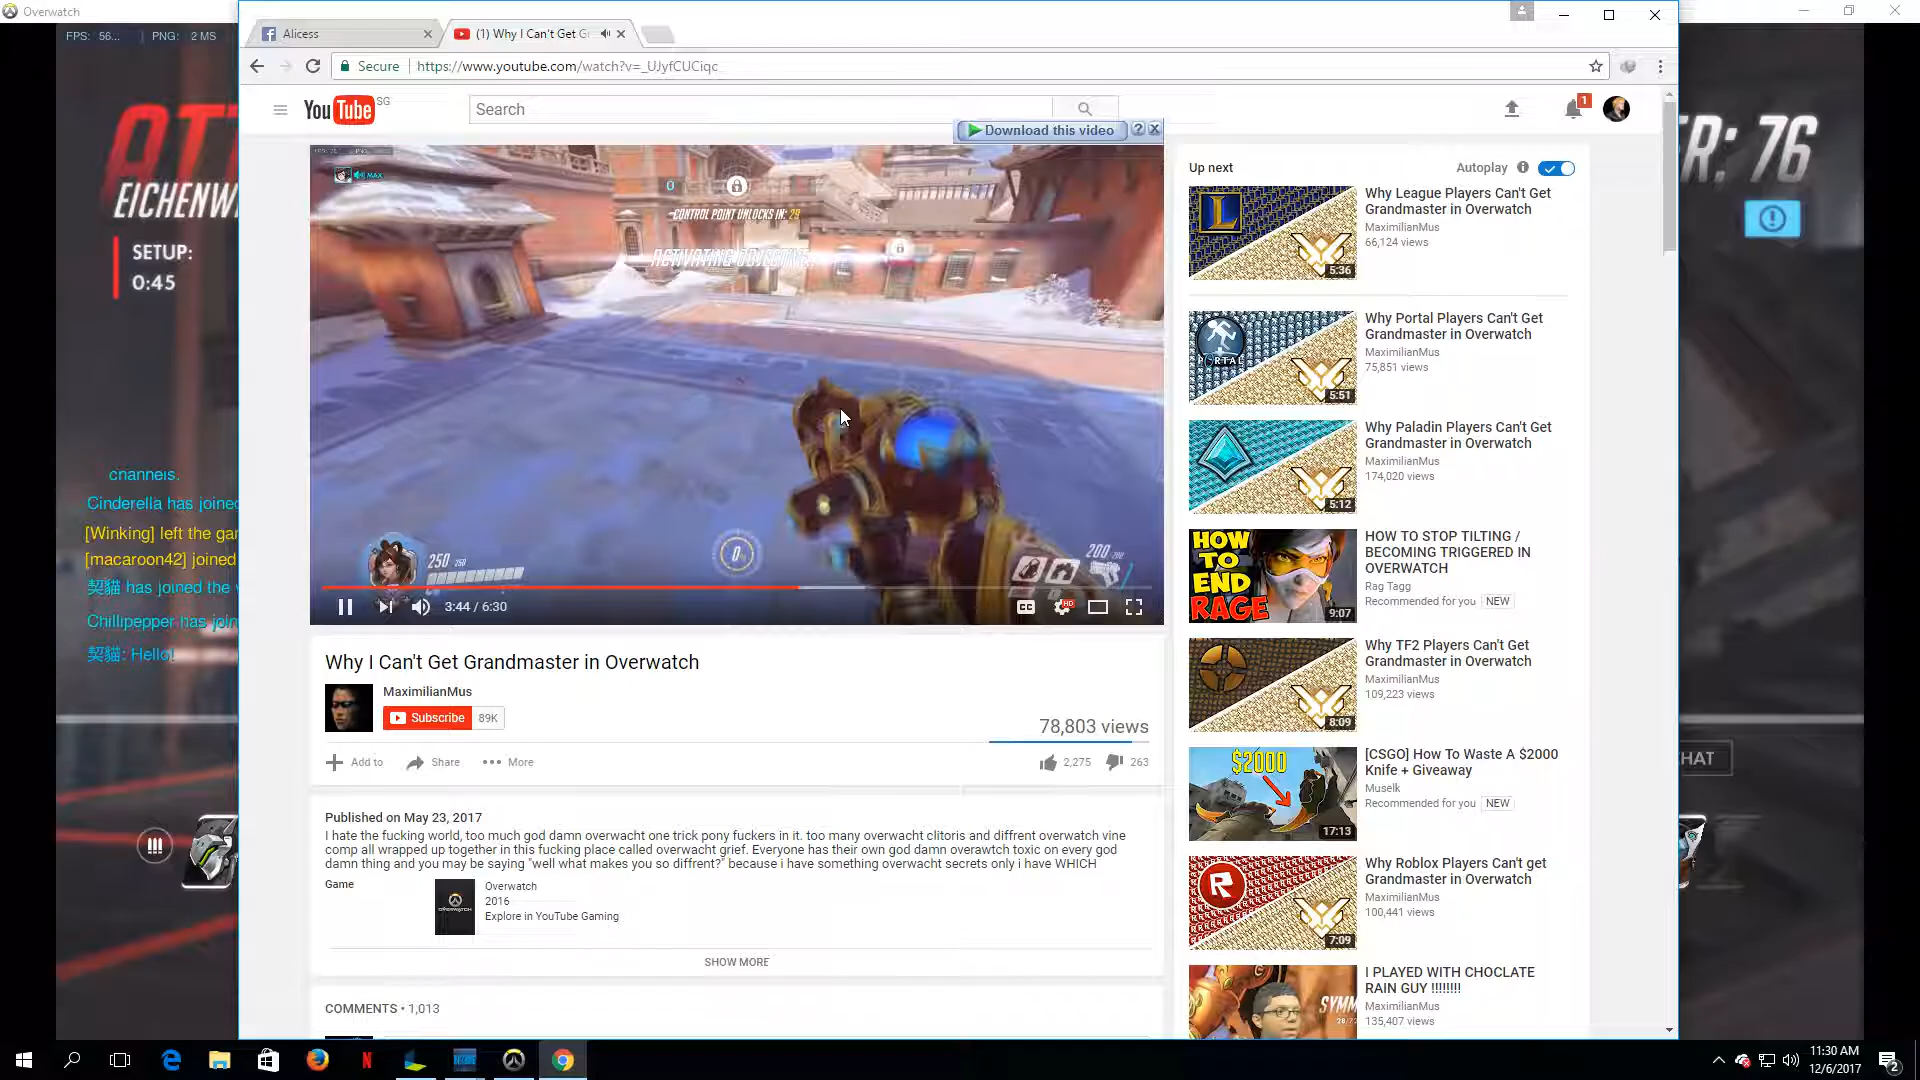 Overwatch
FPS: 56... | PNG: 2 MS
Alicess
(1) Why I Can't Get G
Secure | https://www.youtube.com/watch?v=_UJyfCUCiqc
YouTube SG
Search
1
Download this video ? X
EICHENW
SETUP:
0:45
R: 76
MAX
0
CONTROL POINT UNLOCKS IN: 29
ACTIVATING OBJECTIVE...
250
0
200
3:44 / 6:30
CC HD
channels.
Cinderella has joined
[Winking] left the gam
[macaroon42] joined
契貓 has joined the v
Chillipepper has join
契貓: Hello!
HAT
Why I Can't Get Grandmaster in Overwatch
MaximilianMus
Subscribe 89K
78,803 views
Add to Share More
2,275 263
Published on May 23, 2017
I hate the fucking world, too much god damn overwacht one trick pony fuckers in it. too many overwacht clitoris and diffrent overwatch vine
comp all wrapped up together in this fucking place called overwacht grief. Everyone has their own god damn overawtch toxic on every god
damn thing and you may be saying "well what makes you so diffrent?" because i have something overwacht secrets only i have WHICH
Game
Overwatch
2016
Explore in YouTube Gaming
SHOW MORE
COMMENTS • 1,013
Up next
Autoplay
Why League Players Can't Get
Grandmaster in Overwatch
MaximilianMus
66,124 views
5:36
Why Portal Players Can't Get
Grandmaster in Overwatch
MaximilianMus
75,851 views
PORTAL
5:51
Why Paladin Players Can't Get
Grandmaster in Overwatch
MaximilianMus
174,020 views
5:12
HOW TO END RAGE
HOW TO STOP TILTING /
BECOMING TRIGGERED IN
OVERWATCH
Rag Tagg
Recommended for you NEW
9:07
Why TF2 Players Can't Get
Grandmaster in Overwatch
MaximilianMus
109,223 views
8:09
$2000
[CSGO] How To Waste A $2000
Knife + Giveaway
Muselk
Recommended for you NEW
17:13
Why Roblox Players Can't get
Grandmaster in Overwatch
MaximilianMus
100,441 views
7:09
I PLAYED WITH CHOCLATE
RAIN GUY !!!!!!!!
MaximilianMus
135,407 views
SYMM
11:30 AM
12/6/2017
2